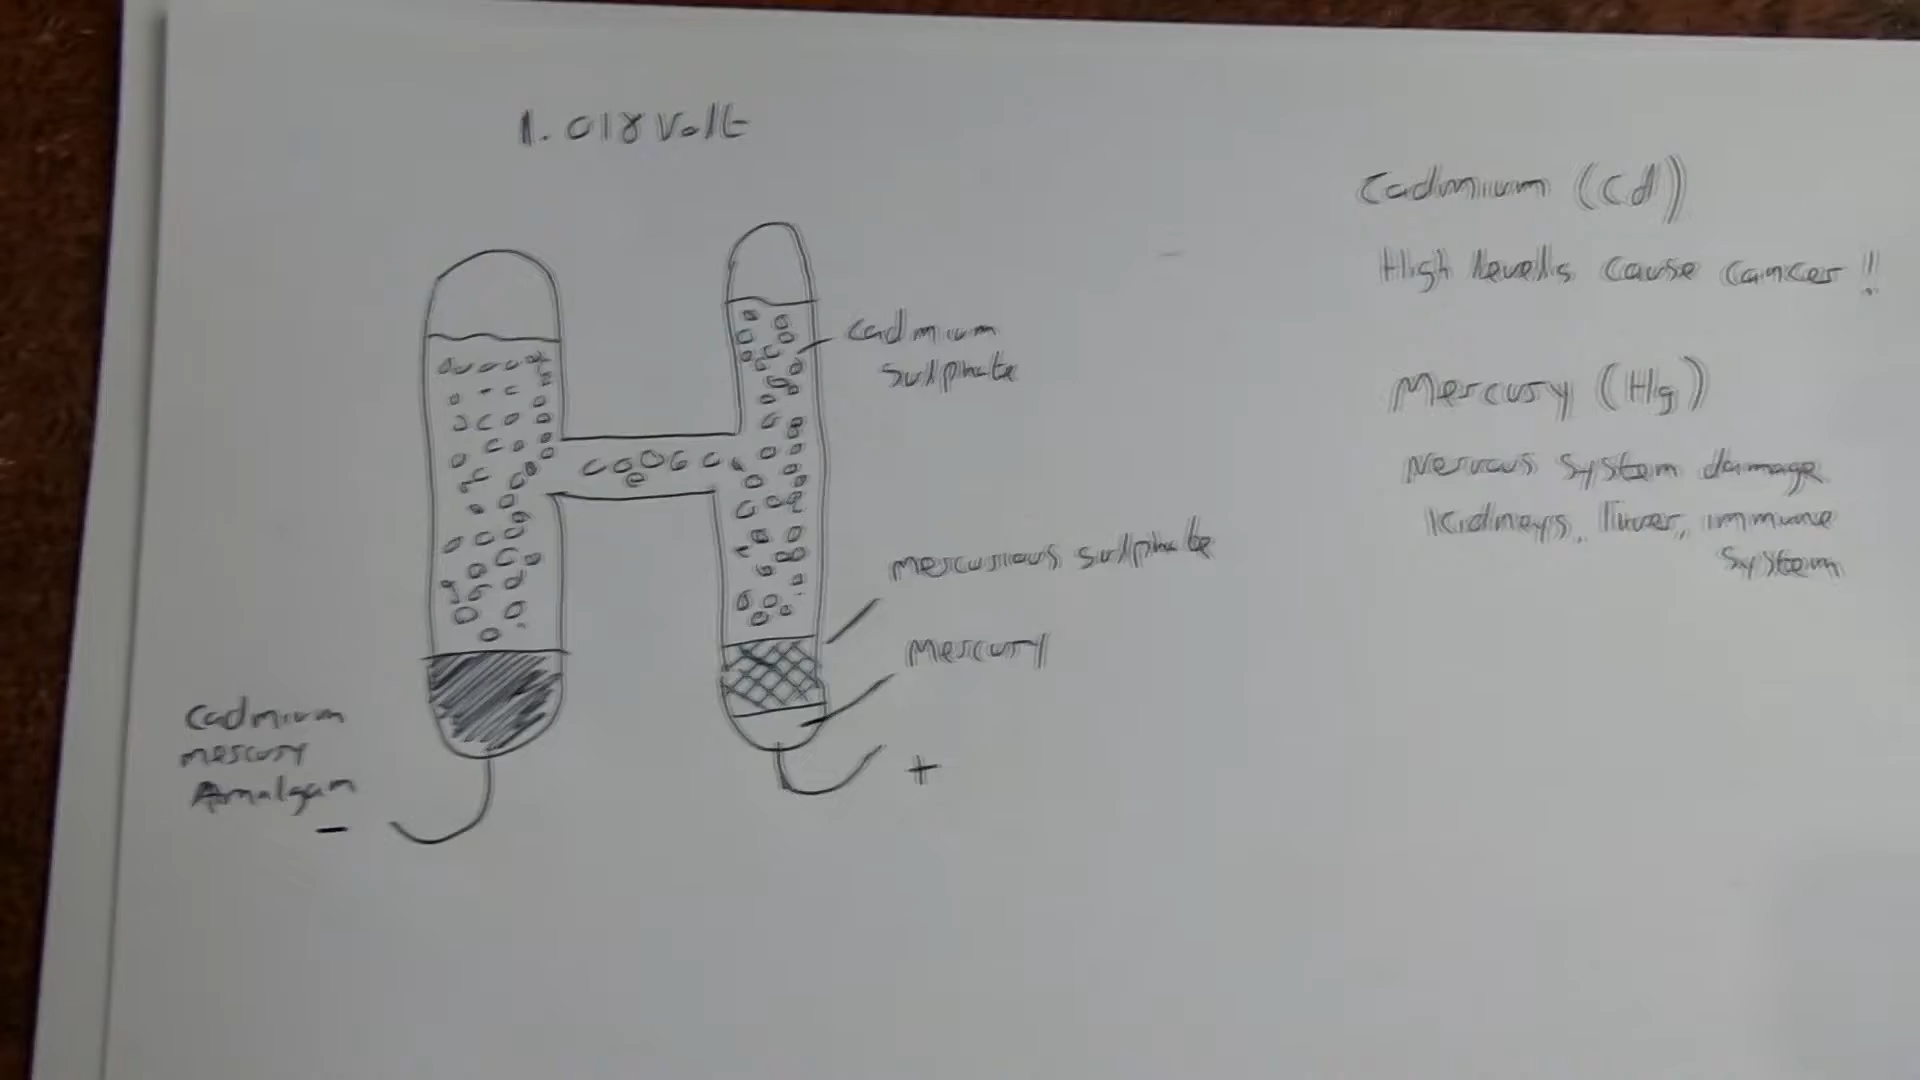 1.018 Volt
Cadmium (Cd)
High levels cause cancer!!
Cadmium
sulphate
Mercury (Hg)
Nervous system damage
Kidneys, liver, immune
system
mercurious sulphate
Mercury
Cadmium
mercury
Amalgam
-
+